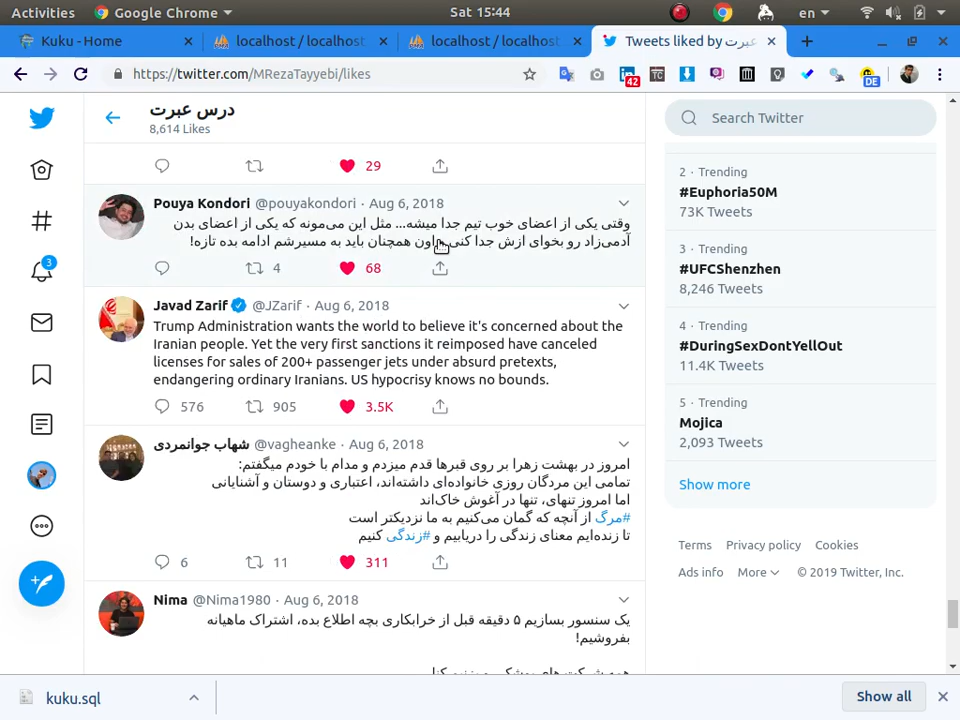 Activities
Google Chrome
Sat 15:44
en
Kuku - Home
localhost / localhos
localhost / localhos
Tweets liked by عبرت
https://twitter.com/MRezaTayyebi/likes
42
DE
درس عبرت
8,614 Likes
29
Pouya Kondori @pouyakondori · Aug 6, 2018
وقتی یکی از اعضای خوب تیم جدا میشه... مثل این می‌مونه که یکی از اعضای بدن
آدمی‌زاد رو بخوای ازش جدا کنی و اون همچنان باید به مسیرشم ادامه بده تازه!
4
68
Javad Zarif @JZarif · Aug 6, 2018
Trump Administration wants the world to believe it's concerned about the
Iranian people. Yet the very first sanctions it reimposed have canceled
licenses for sales of 200+ passenger jets under absurd pretexts,
endangering ordinary Iranians. US hypocrisy knows no bounds.
576
905
3.5K
شهاب جوانمردی @vagheanke · Aug 6, 2018
امروز در بهشت زهرا بر روی قبرها قدم میزدم و مدام با خودم میگفتم:
تمامی این مردگان روزی خانواده‌ای داشته‌اند، اعتباری و دوستان و آشنایانی
اما امروز تنهای، تنها در آغوش خاک‌اند
#مرگ از آنچه که گمان می‌کنیم به ما نزدیکتر است
تا زنده‌ایم معنای زندگی را دریابیم و #زندگی کنیم
6
11
311
Nima @Nima1980 · Aug 6, 2018
یک سنسور بسازیم ۵ دقیقه قبل از خرابکاری بچه اطلاع بده، اشتراک ماهیانه
بفروشیم!
3
Search Twitter
2 · Trending
#Euphoria50M
73K Tweets
3 · Trending
#UFCShenzhen
8,246 Tweets
4 · Trending
#DuringSexDontYellOut
11.4K Tweets
5 · Trending
Mojica
2,093 Tweets
Show more
Terms Privacy policy Cookies
Ads info More © 2019 Twitter, Inc.
kuku.sql
Show all